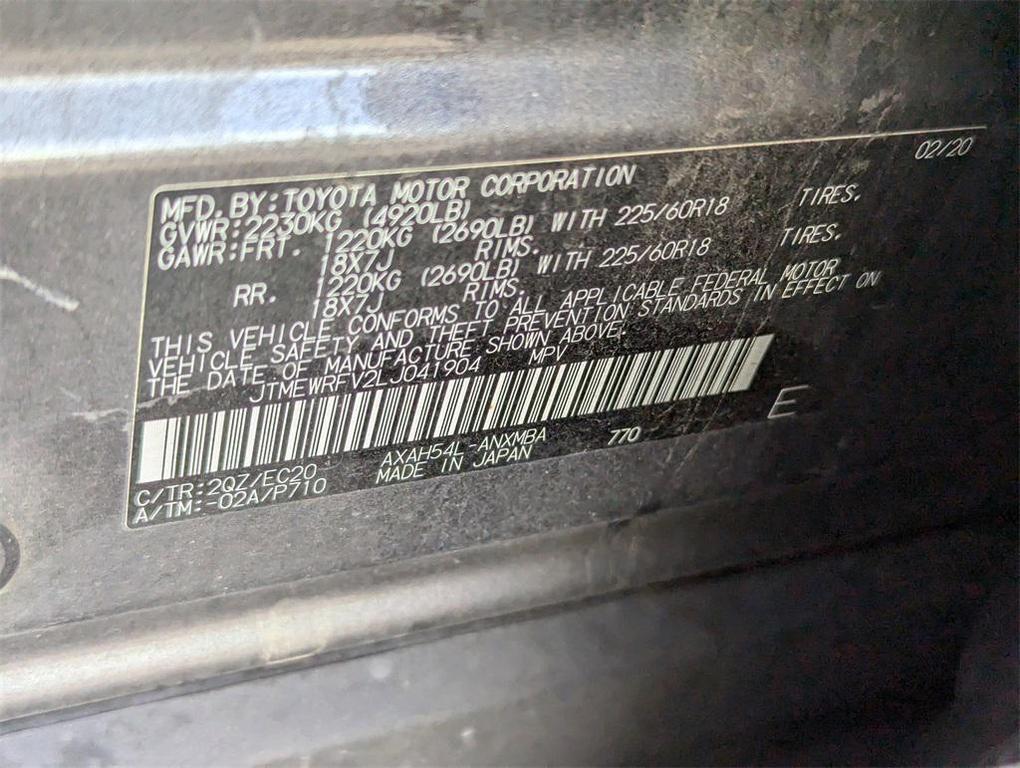 02/20
MFD. BY: TOYOTA MOTOR CORPORATION
GVWR: 2230KG (4920LB)
GAWR: FRT. 1220KG (2690LB) WITH 225/60R18 TIRES.
18X7J RIMS.
RR. 1220KG (2690LB) WITH 225/60R18 TIRES.
18X7J RIMS.
THIS VEHICLE CONFORMS TO ALL APPLICABLE FEDERAL MOTOR
VEHICLE SAFETY AND THEFT PREVENTION STANDARDS IN EFFECT ON
THE DATE OF MANUFACTURE SHOWN ABOVE.
JTMEWRFV2LJ041904 MPV
E
C/TR: 2QZ/EC20 AXAH54L-ANXMBA 770
A/TM: -02A/P710 MADE IN JAPAN